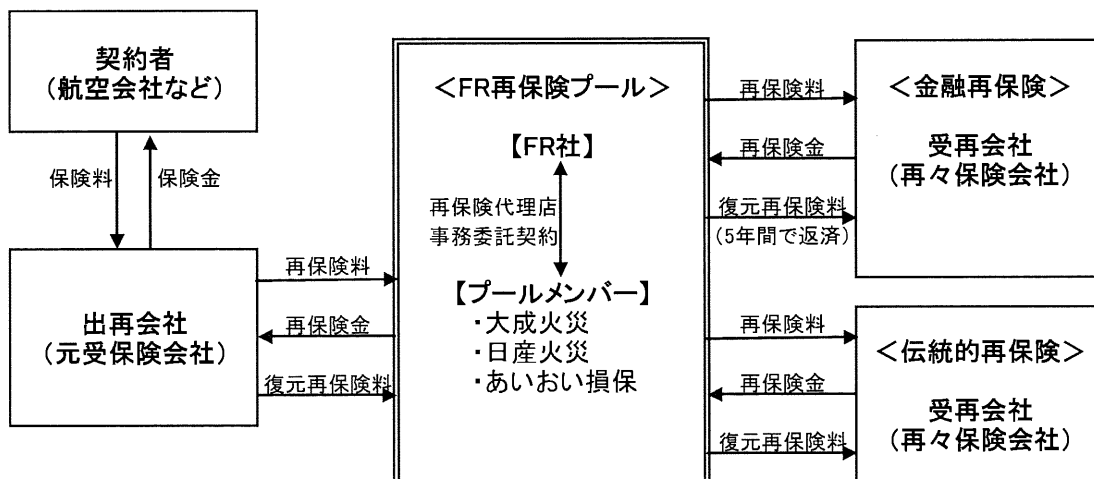 契約者
(航空会社など)
保険料
保険金
出再会社
(元受保険会社)
再保険料
再保険金
復元再保険料
<FR再保険プール>
【FR社】
再保険代理店
事務委託契約
【プールメンバー】
・大成火災
・日産火災
・あいおい損保
再保険料
再保険金
復元再保険料
(5年間で返済)
<金融再保険>
受再会社
(再々保険会社)
再保険料
再保険金
復元再保険料
<伝統的再保険>
受再会社
(再々保険会社)